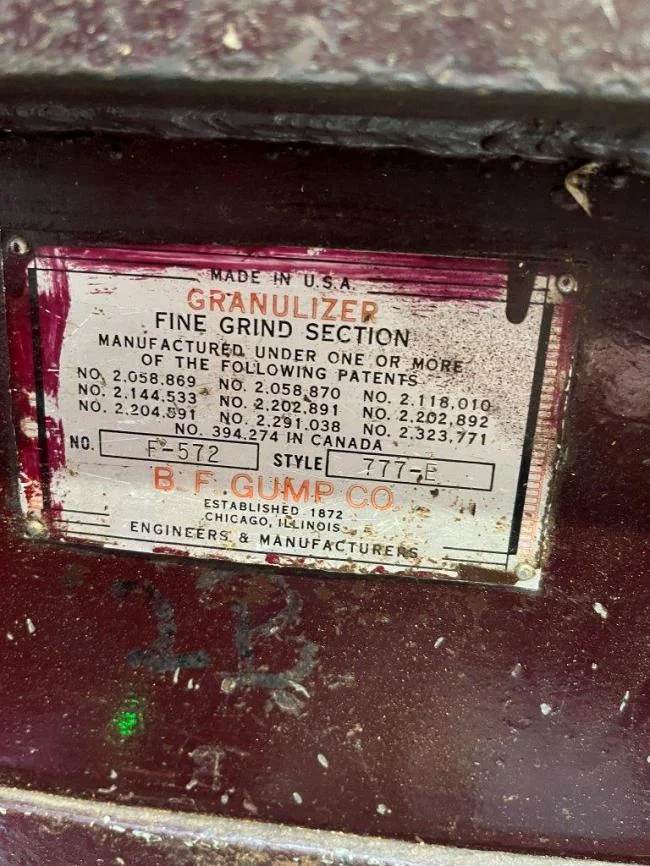 MADE IN U.S.A.
GRANULIZER
FINE GRIND SECTION
MANUFACTURED UNDER ONE OR MORE
OF THE FOLLOWING PATENTS
NO. 2.058.869 NO. 2.058.870 NO. 2.118.010
NO. 2.144.533 NO. 2.202.891 NO. 2.202.892
NO. 2.204.591 NO. 2.291.038 NO. 2.323.771
NO. 394.274 IN CANADA
NO. F-572 STYLE 777-E
B. F. GUMP CO.
ESTABLISHED 1872
CHICAGO, ILLINOIS
ENGINEERS & MANUFACTURERS
2B